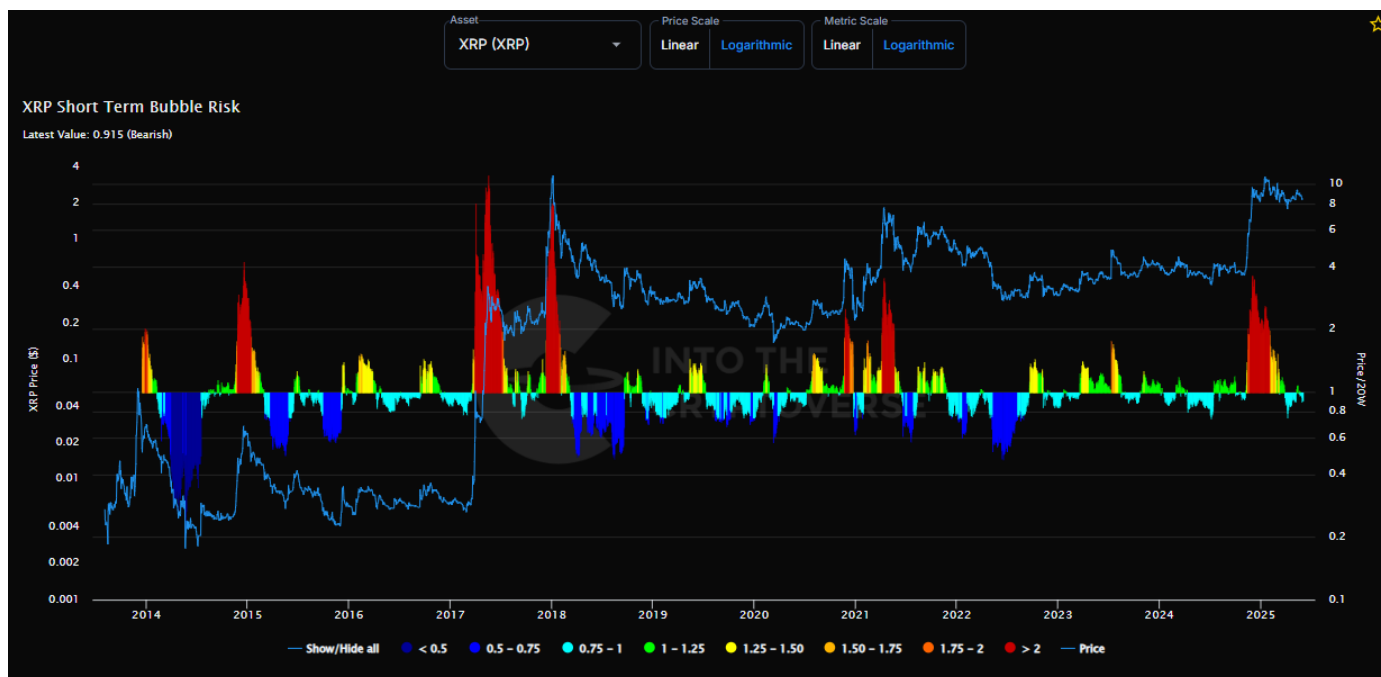 Asset
XRP (XRP)
Price Scale
Linear
Logarithmic
Metric Scale
Linear
Logarithmic
XRP Short Term Bubble Risk
Latest Value: 0.915 (Bearish)
4
2
1
0.4
0.2
0.1
0.04
0.02
0.01
0.004
0.002
0.001
XRP Price ($)
INTO THE
CRYPTOVERSE
10
8
6
4
2
1
0.8
0.6
0.4
0.2
0.1
Price/20W
2014 2015 2016 2017 2018 2019 2020 2021 2022 2023 2024 2025
Show/Hide all < 0.5 0.5 – 0.75 0.75 – 1 1 – 1.25 1.25 – 1.50 1.50 – 1.75 1.75 – 2 > 2 Price